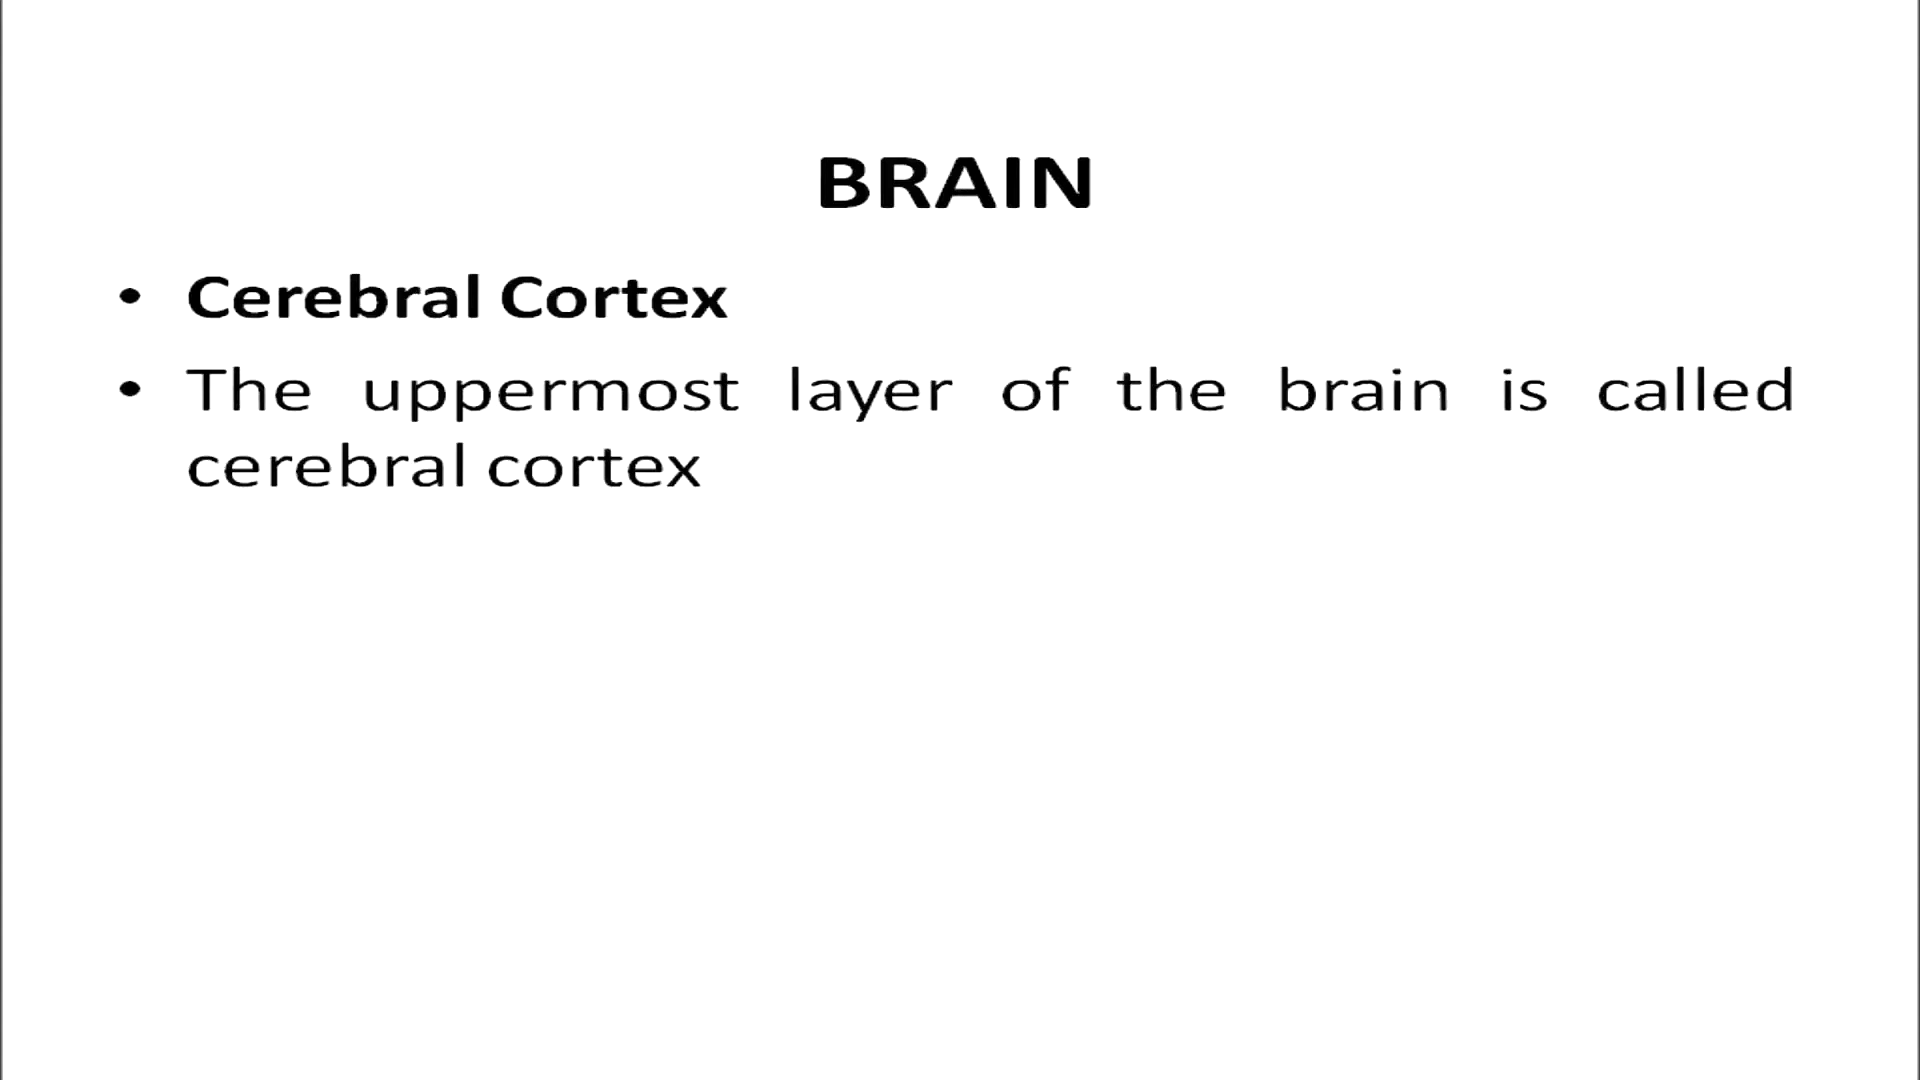 BRAIN
• Cerebral Cortex
• The uppermost layer of the brain is called
cerebral cortex